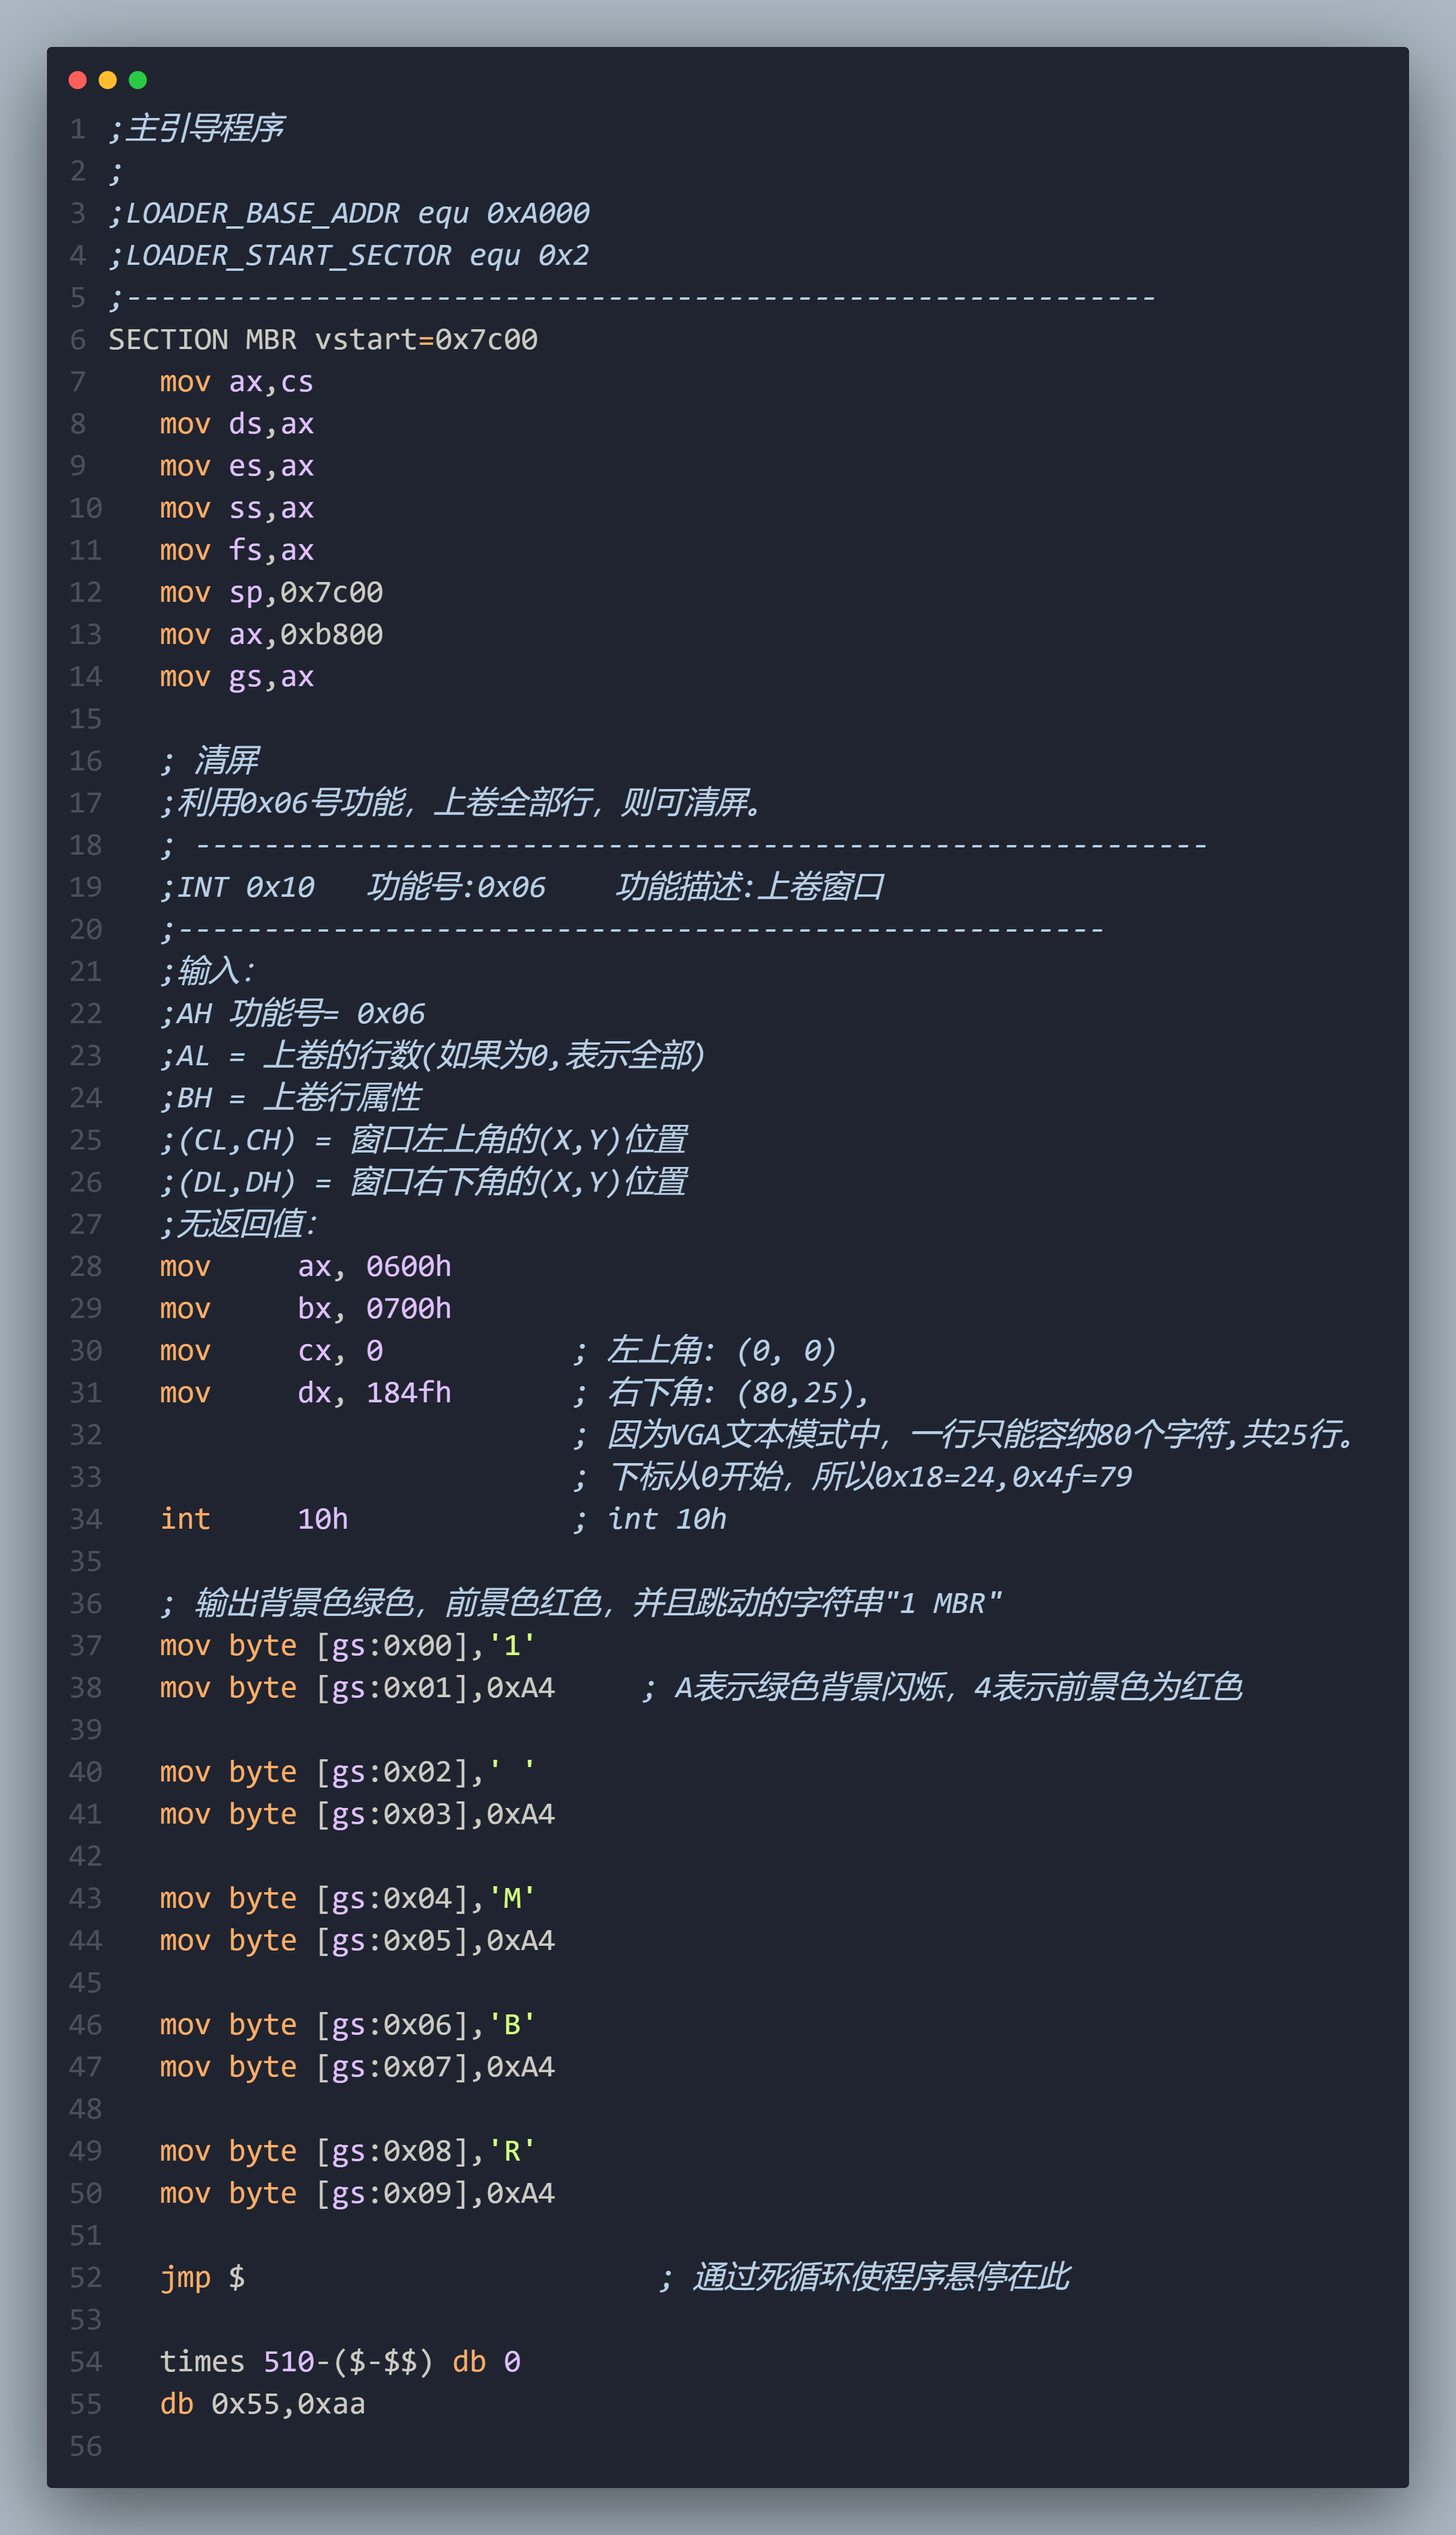 1 ;主引导程序
2 ;
3 ;LOADER_BASE_ADDR equ 0xA000
4 ;LOADER_START_SECTOR equ 0x2
5 ;------------------------------------------------------------
6 SECTION MBR vstart=0x7c00
7    mov ax,cs
8    mov ds,ax
9    mov es,ax
10    mov ss,ax
11    mov fs,ax
12    mov sp,0x7c00
13    mov ax,0xb800
14    mov gs,ax
15
16    ; 清屏
17    ;利用0x06号功能，上卷全部行，则可清屏。
18    ; -----------------------------------------------------------
19    ;INT 0x10   功能号:0x06    功能描述:上卷窗口
20    ;------------------------------------------------------
21    ;输入：
22    ;AH 功能号= 0x06
23    ;AL = 上卷的行数(如果为0,表示全部)
24    ;BH = 上卷行属性
25    ;(CL,CH) = 窗口左上角的(X,Y)位置
26    ;(DL,DH) = 窗口右下角的(X,Y)位置
27    ;无返回值：
28    mov     ax, 0600h
29    mov     bx, 0700h
30    mov     cx, 0           ; 左上角: (0, 0)
31    mov     dx, 184fh       ; 右下角: (80,25),
32                            ; 因为VGA文本模式中，一行只能容纳80个字符,共25行。
33                            ; 下标从0开始，所以0x18=24,0x4f=79
34    int     10h             ; int 10h
35
36    ; 输出背景色绿色，前景色红色，并且跳动的字符串"1 MBR"
37    mov byte [gs:0x00],'1'
38    mov byte [gs:0x01],0xA4     ; A表示绿色背景闪烁，4表示前景色为红色
39
40    mov byte [gs:0x02],' '
41    mov byte [gs:0x03],0xA4
42
43    mov byte [gs:0x04],'M'
44    mov byte [gs:0x05],0xA4
45
46    mov byte [gs:0x06],'B'
47    mov byte [gs:0x07],0xA4
48
49    mov byte [gs:0x08],'R'
50    mov byte [gs:0x09],0xA4
51
52    jmp $                        ; 通过死循环使程序悬停在此
53
54    times 510-($-$$) db 0
55    db 0x55,0xaa
56